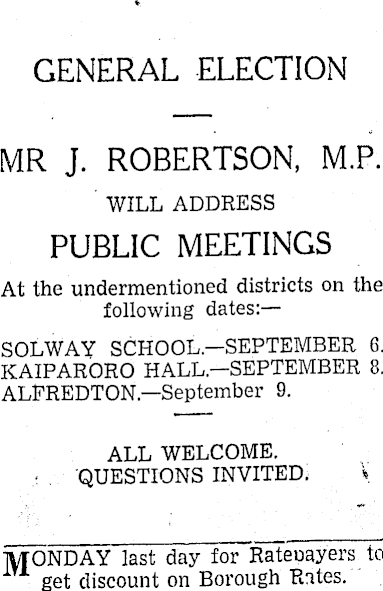 GENERAL ELECTION
MR J. ROBERTSON, M.P.
WILL ADDRESS
PUBLIC MEETINGS
At the undermentioned districts on the
following dates:—
SOLWAY SCHOOL.—SEPTEMBER 6.
KAIPARORO HALL.—SEPTEMBER 8.
ALFREDTON.—September 9.
ALL WELCOME.
QUESTIONS INVITED.
MONDAY last day for Ratepayers to
get discount on Borough Rates.